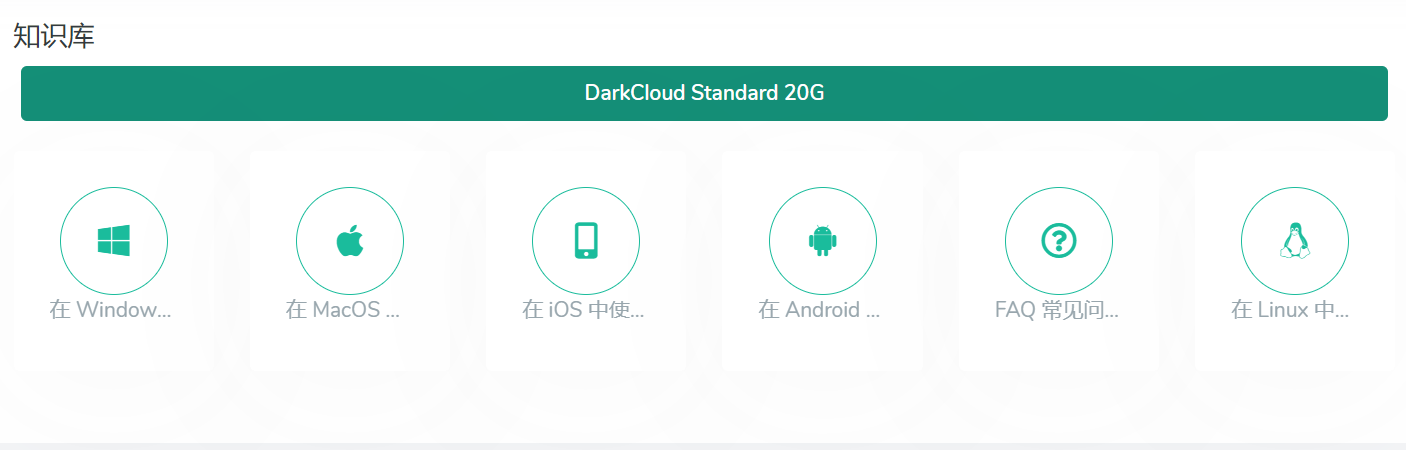 知识库
DarkCloud Standard 20G
在 Window...
在 MacOS ...
在 iOS 中使...
在 Android ...
FAQ 常见问...
在 Linux 中...